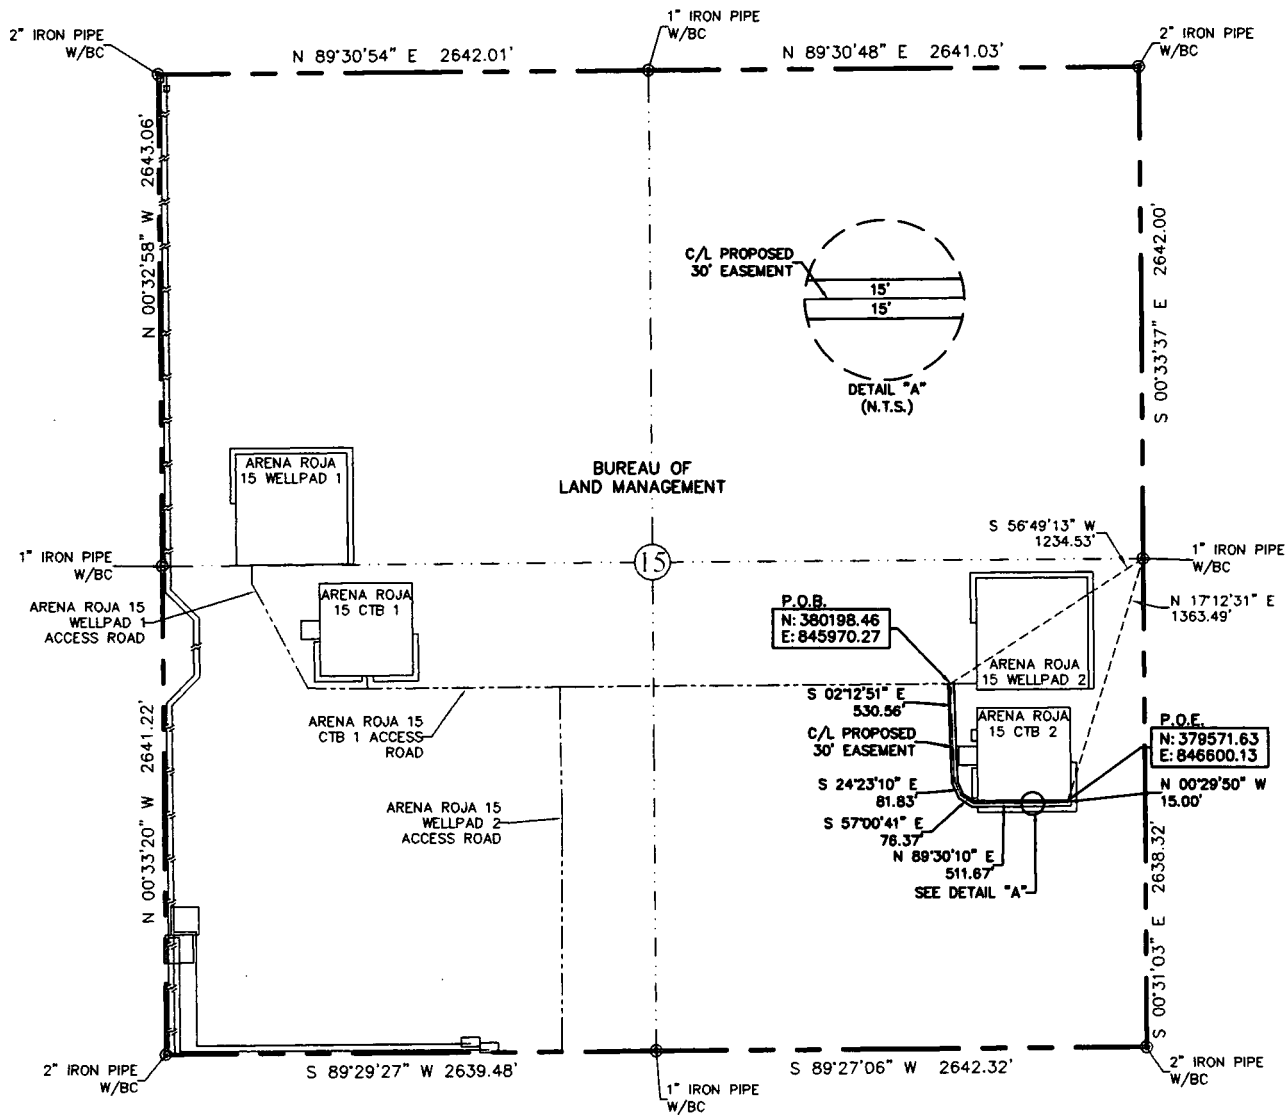 1" IRON PIPE
W/BC
2" IRON PIPE
W/BC
N 89°30'54" E 2642.01'
N 89°30'48" E 2641.03'
2" IRON PIPE
W/BC
N 00°32'58" W 2643.06'
S 00°33'37" E 2642.00'
C/L PROPOSED
30' EASEMENT
15'
15'
DETAIL "A"
(N.T.S.)
ARENA ROJA
15 WELLPAD 1
BUREAU OF
LAND MANAGEMENT
S 56°49'13" W
1234.53'
1" IRON PIPE
W/BC
15
1" IRON PIPE
W/BC
ARENA ROJA 15
WELLPAD 1
ACCESS ROAD
ARENA ROJA
15 CTB 1
P.O.B.
N: 380198.46
E: 845970.27
N 17°12'31" E
1363.49'
ARENA ROJA
15 WELLPAD 2
S 02°12'51" E
530.56'
ARENA ROJA 15
CTB 1 ACCESS
ROAD
C/L PROPOSED
30' EASEMENT
ARENA ROJA
15 CTB 2
P.O.E.
N: 379571.63
E: 846600.13
N 00°33'20" W 2641.22'
S 24°23'10" E
81.83'
N 00°29'50" W
15.00'
ARENA ROJA 15
WELLPAD 2
ACCESS ROAD
S 57°00'41" E
76.37'
N 89°30'10" E
511.67'
SEE DETAIL "A"
S 00°31'03" E 2638.32'
2" IRON PIPE
W/BC
S 89°29'27" W 2639.48'
1" IRON PIPE
W/BC
S 89°27'06" W 2642.32'
2" IRON PIPE
W/BC